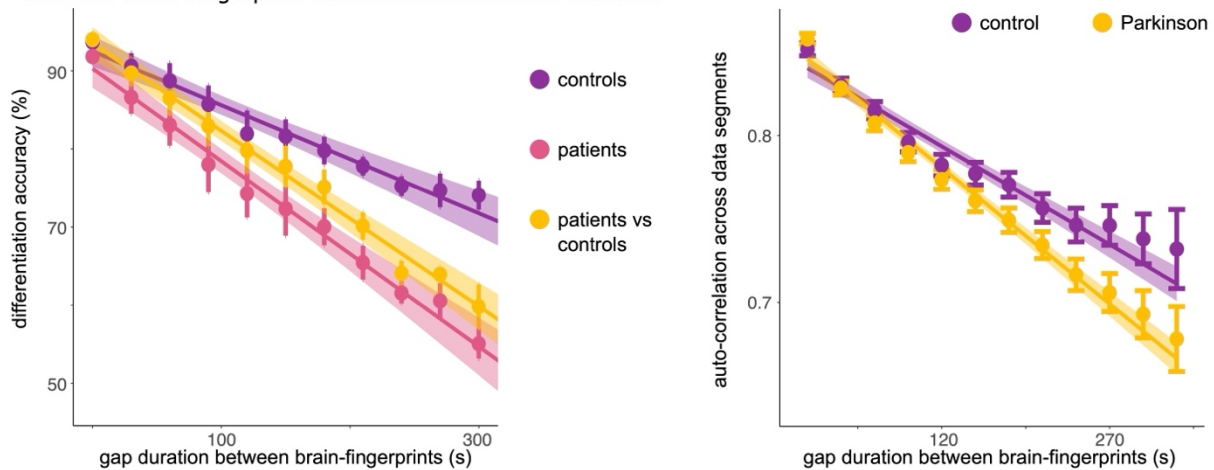 differentiation accuracy (%)
90
70
50
100
300
gap duration between brain-fingerprints (s)
controls
patients
patients vs
controls
auto-correlation across data segments
0.8
0.7
120
270
gap duration between brain-fingerprints (s)
control
Parkinson